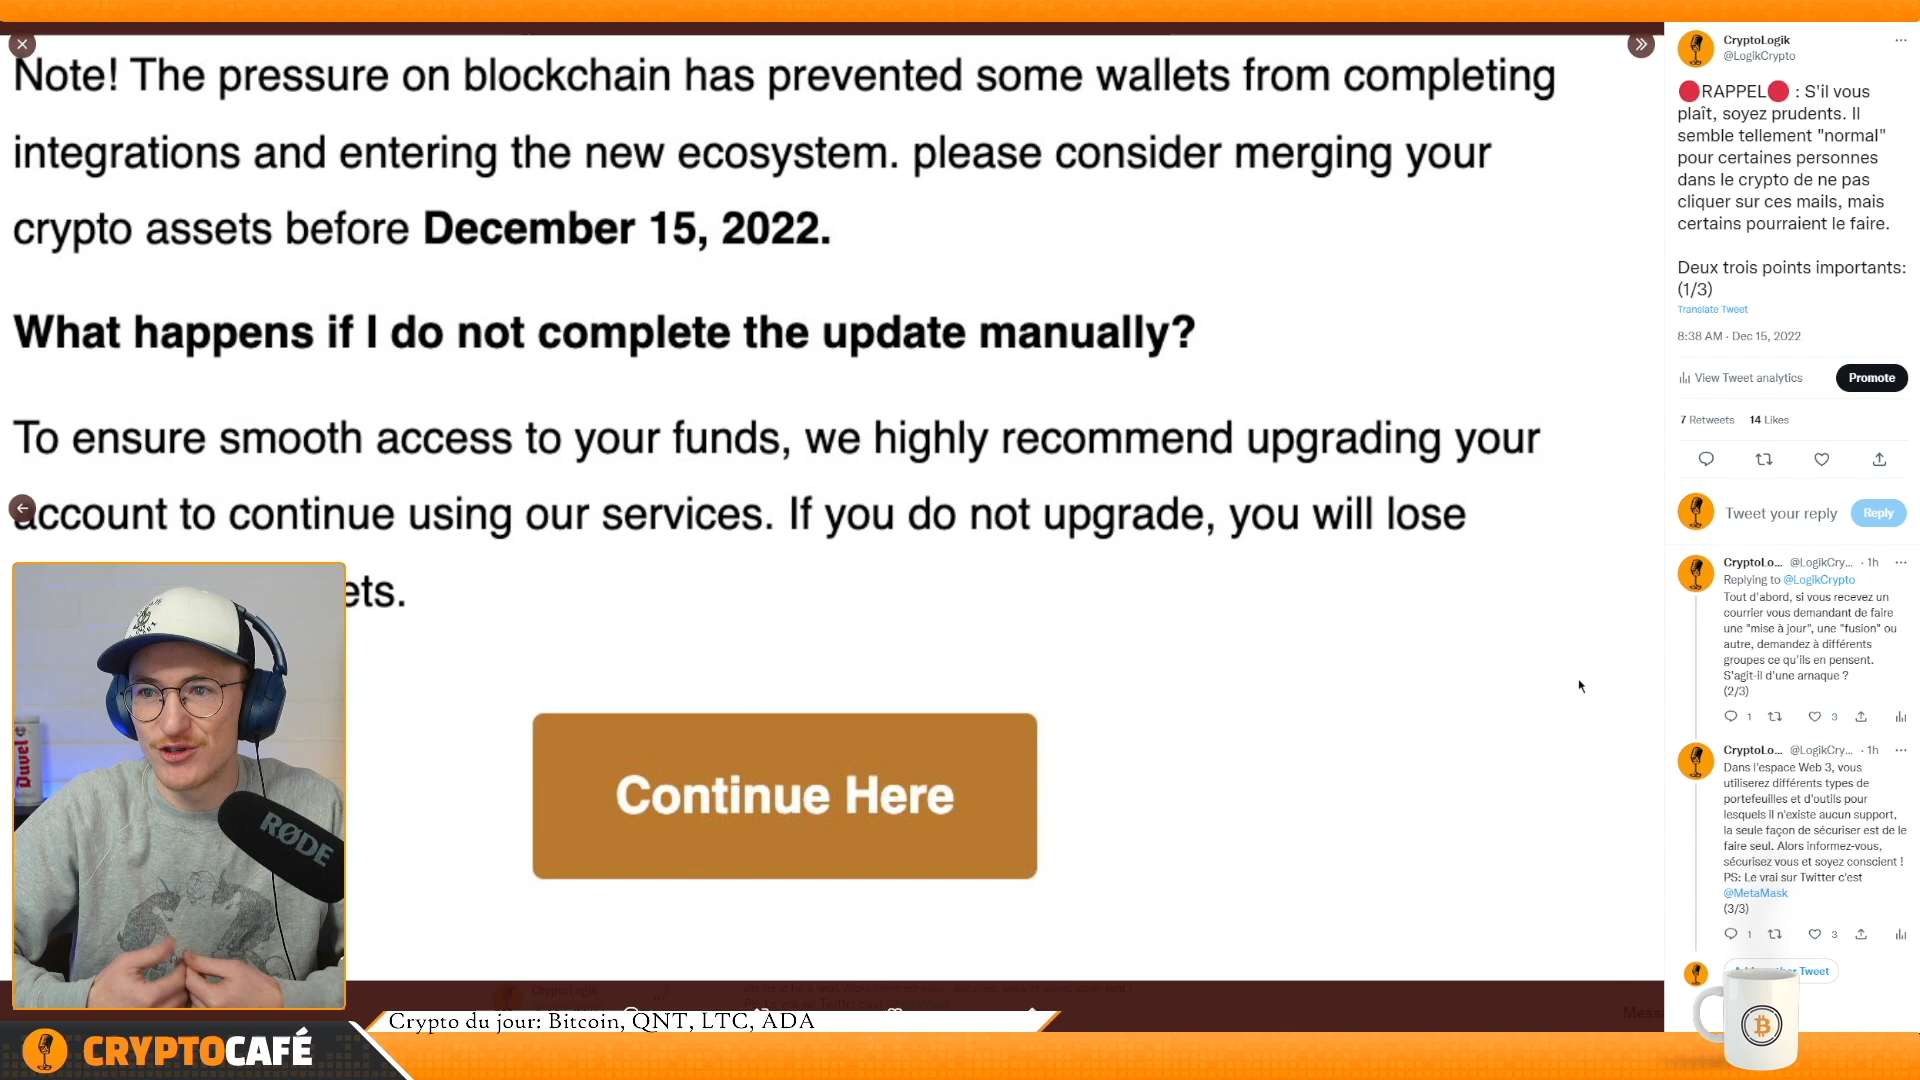 Note! The pressure on blockchain has prevented some wallets from completing
integrations and entering the new ecosystem. please consider merging your
crypto assets before December 15, 2022.
What happens if I do not complete the update manually?
To ensure smooth access to your funds, we highly recommend upgrading your
account to continue using our services. If you do not upgrade, you will lose
ets.
Continue Here
Duvel
RØDE
CRYPTOCAFÉ
Crypto du jour: Bitcoin, QNT, LTC, ADA
CryptoLogik
@LogikCrypto
RAPPEL : S'il vous
plaît, soyez prudents. Il
semble tellement "normal"
pour certaines personnes
dans le crypto de ne pas
cliquer sur ces mails, mais
certains pourraient le faire.
Deux trois points importants:
(1/3)
Translate Tweet
8:38 AM · Dec 15, 2022
View Tweet analytics
Promote
7 Retweets 14 Likes
Tweet your reply
Reply
CryptoLo... @LogikCry... · 1h
Replying to @LogikCrypto
Tout d'abord, si vous recevez un
courrier vous demandant de faire
une "mise à jour", une "fusion" ou
autre, demandez à différents
groupes ce qu'ils en pensent.
S'agit-il d'une arnaque ?
(2/3)
1 3
CryptoLo... @LogikCry... · 1h
Dans l'espace Web 3, vous
utiliserez différents types de
portefeuilles et d'outils pour
lesquels il n'existe aucun support,
la seule façon de sécuriser est de le
faire seul. Alors informez-vous,
sécurisez vous et soyez conscient !
PS: Le vrai sur Twitter c'est
@MetaMask
(3/3)
1 3
Tweet